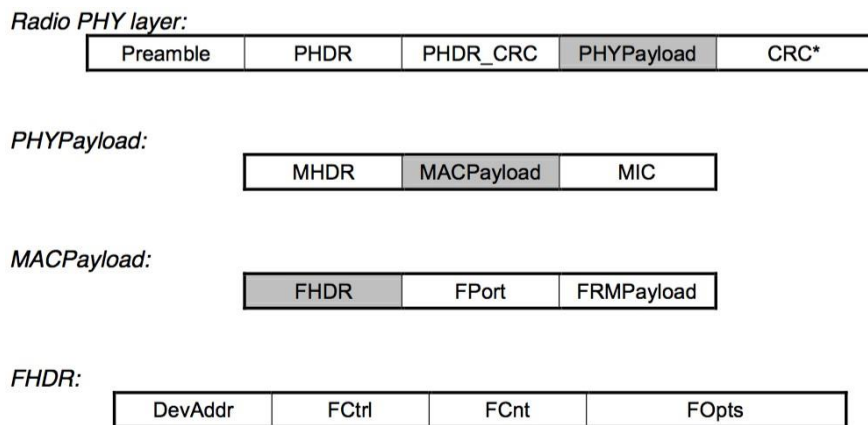 Radio PHY layer:
Preamble PHDR PHDR_CRC PHYPayload CRC*
PHYPayload:
MHDR MACPayload MIC
MACPayload:
FHDR FPort FRMPayload
FHDR:
DevAddr FCtrl FCnt FOpts